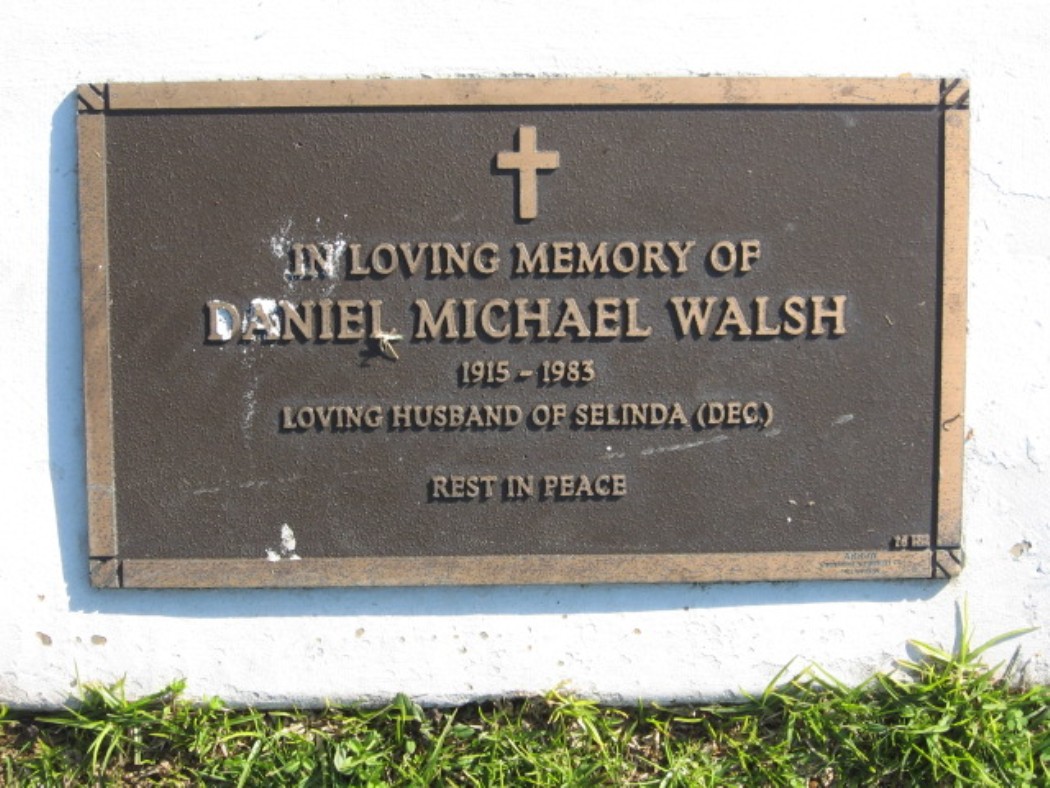 IN LOVING MEMORY OF
DANIEL MICHAEL WALSH
1915 - 1983
LOVING HUSBAND OF SELINDA (DEC.)
REST IN PEACE